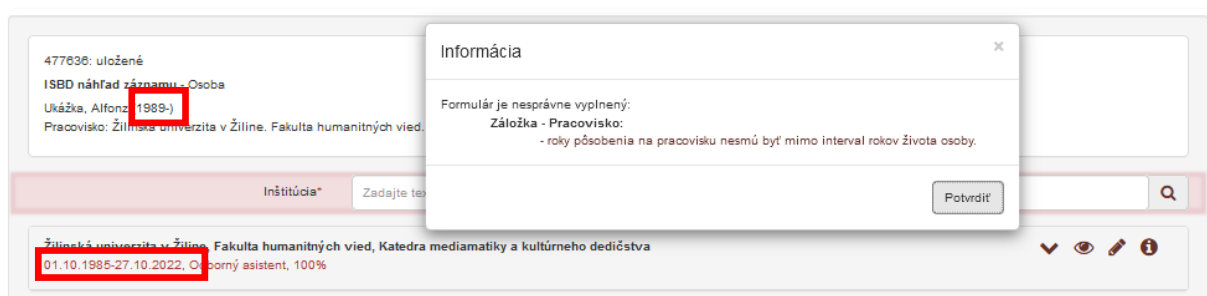 477636: uložené
ISBD náhľad záznamu - Osoba
Ukážka, Alfonz (1989-)
Pracovisko: Žilinská univerzita v Žiline. Fakulta humanitných vied.
Informácia
×
Formulár je nesprávne vyplnený:
Záložka - Pracovisko:
- roky pôsobenia na pracovisku nesmú byť mimo interval rokov života osoby.
Potvrdiť
Inštitúcia*
Zadajte
Žilinská univerzita v Žiline. Fakulta humanitných vied, Katedra mediamatiky a kultúrneho dedičstva
01.10.1985-27.10.2022, Odborný asistent, 100%